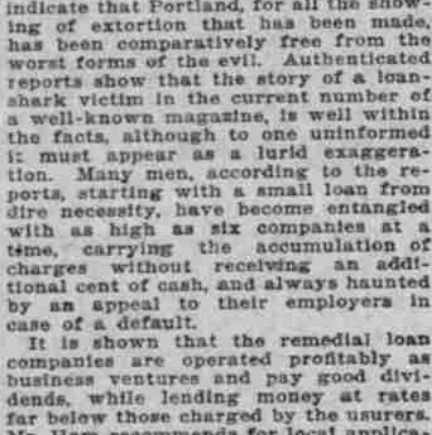 indicate that Portland, for all the show-
ing of extortion that has been made,
has been comparatively free from the
worst forms of the evil. Authenticated
reports show that the story of a loan-
shark victim in the current number of
a well-known magazine, is well within
the facts, although to one uninformed
it must appear as a lurid exaggera-
tion. Many men, according to the re-
ports, starting with a small loan from
dire necessity, have become entangled
with as high as six companies at a
time, carrying the accumulation of
charges without receiving an addi-
tional cent of cash, and always haunted
by an appeal to their employers in
case of a default.
It is shown that the remedial loan
companies are operated profitably as
business ventures and pay good divi-
dends, while lending money at rates
far below those charged by the usurers.
recommends for local applica-